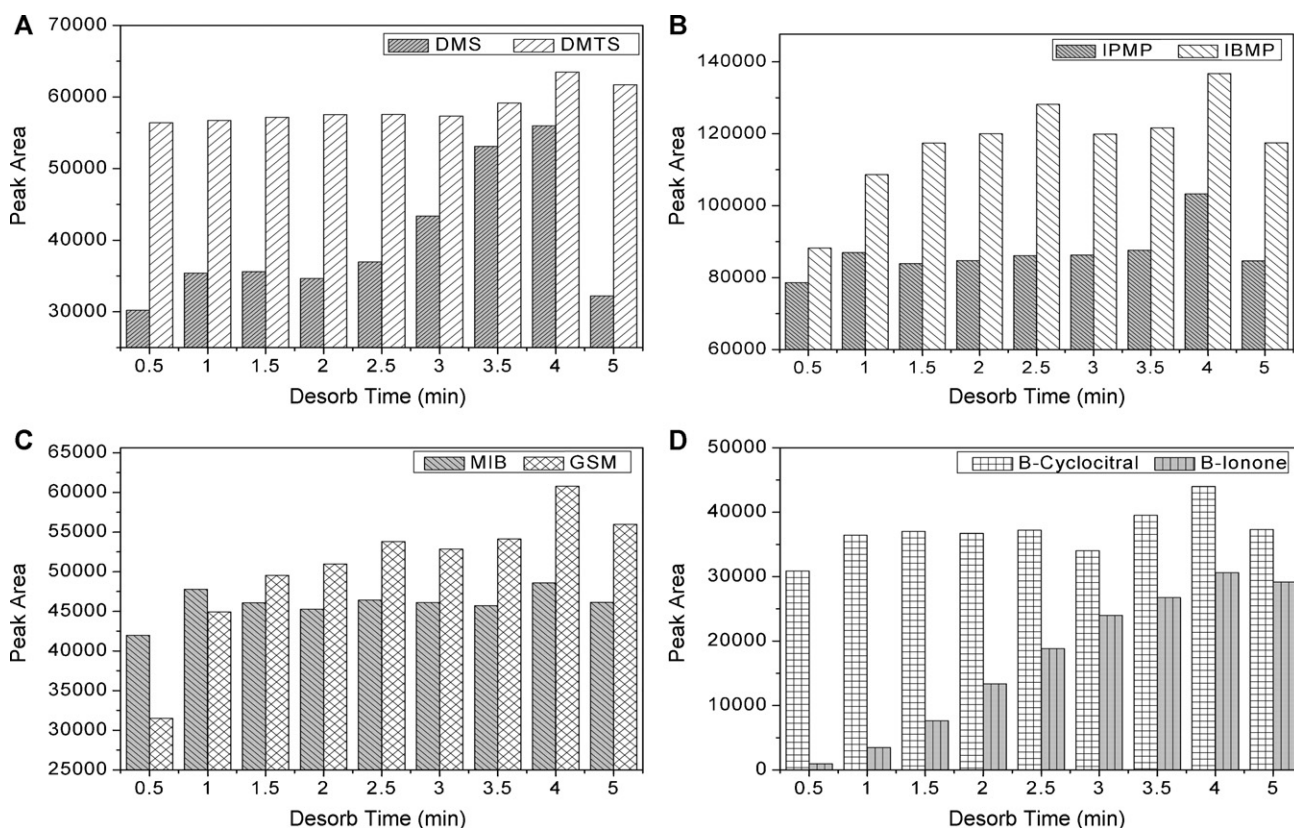 A
DMS DMTS
70000
60000
50000
40000
30000
Peak Area
0.5 1 1.5 2 2.5 3 3.5 4 5
Desorb Time (min)
B
IPMP IBMP
140000
120000
100000
80000
60000
Peak Area
0.5 1 1.5 2 2.5 3 3.5 4 5
Desorb Time (min)
C
MIB GSM
65000
60000
55000
50000
45000
40000
35000
30000
25000
Peak Area
0.5 1 1.5 2 2.5 3 3.5 4 5
Desorb Time (min)
D
B-Cyclocitral B-Ionone
50000
40000
30000
20000
10000
0
Peak Area
0.5 1 1.5 2 2.5 3 3.5 4 5
Desorb Time (min)